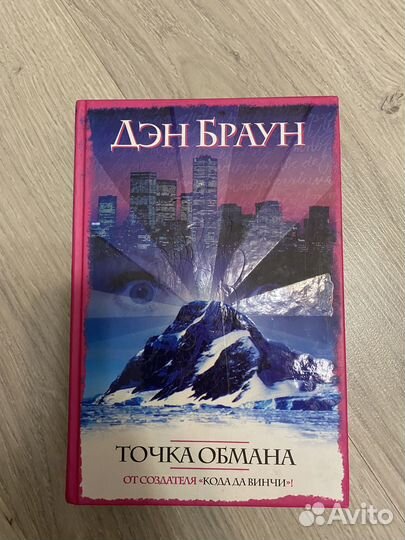 ДЭН БРАУН
ТОЧКА ОБМАНА
ОТ СОЗДАТЕЛЯ «КОДА ДА ВИНЧИ»!
Avito